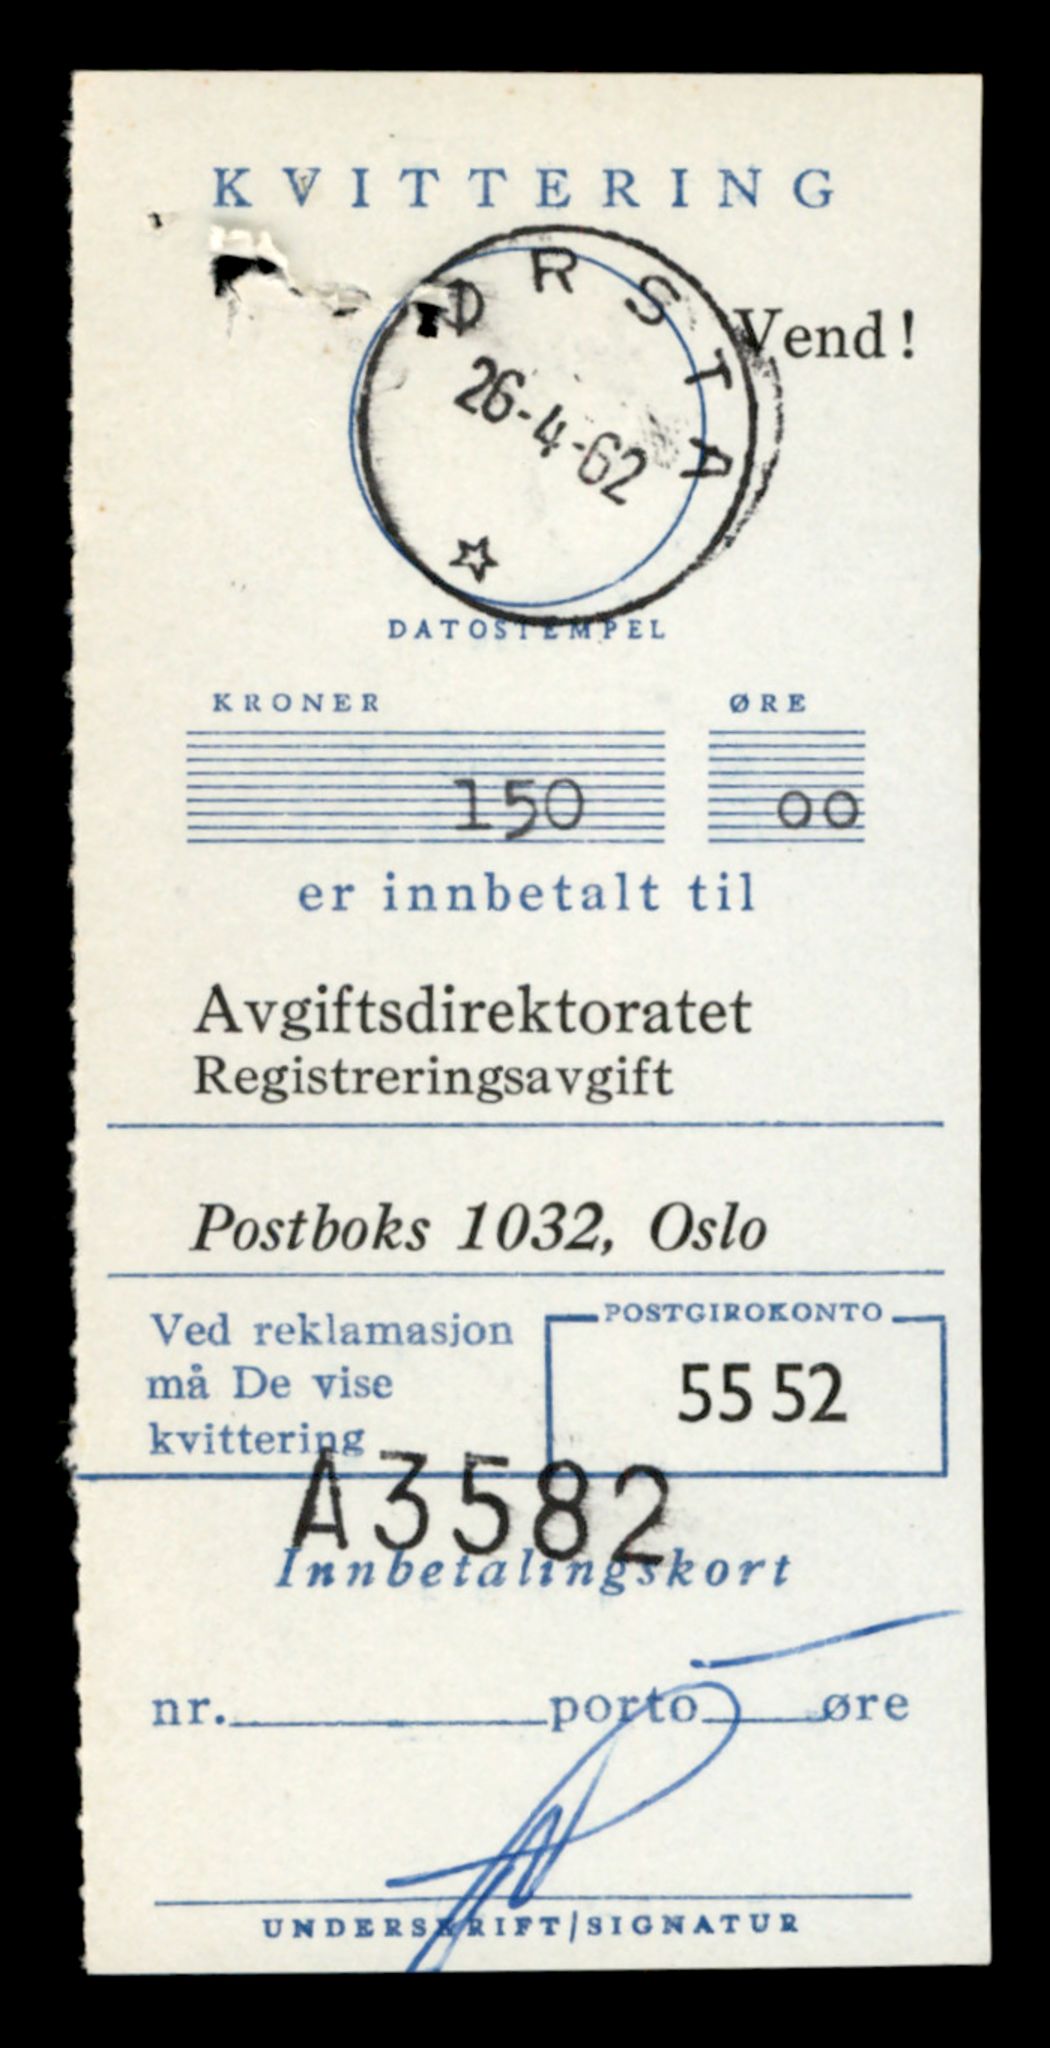 KVITTERING
DRSTA
Vend!
26-4-62
DATOSTEMPEL
KRONER ØRE
150 00
er innbetalt til
Avgiftsdirektoratet
Registreringsavgift
Postboks 1032, Oslo
Ved reklamasjon
må De vise
kvittering
POSTGIROKONTO
55 52
A3582
Innbetalingskort
nr. porto øre
UNDERSKRIFT/SIGNATUR